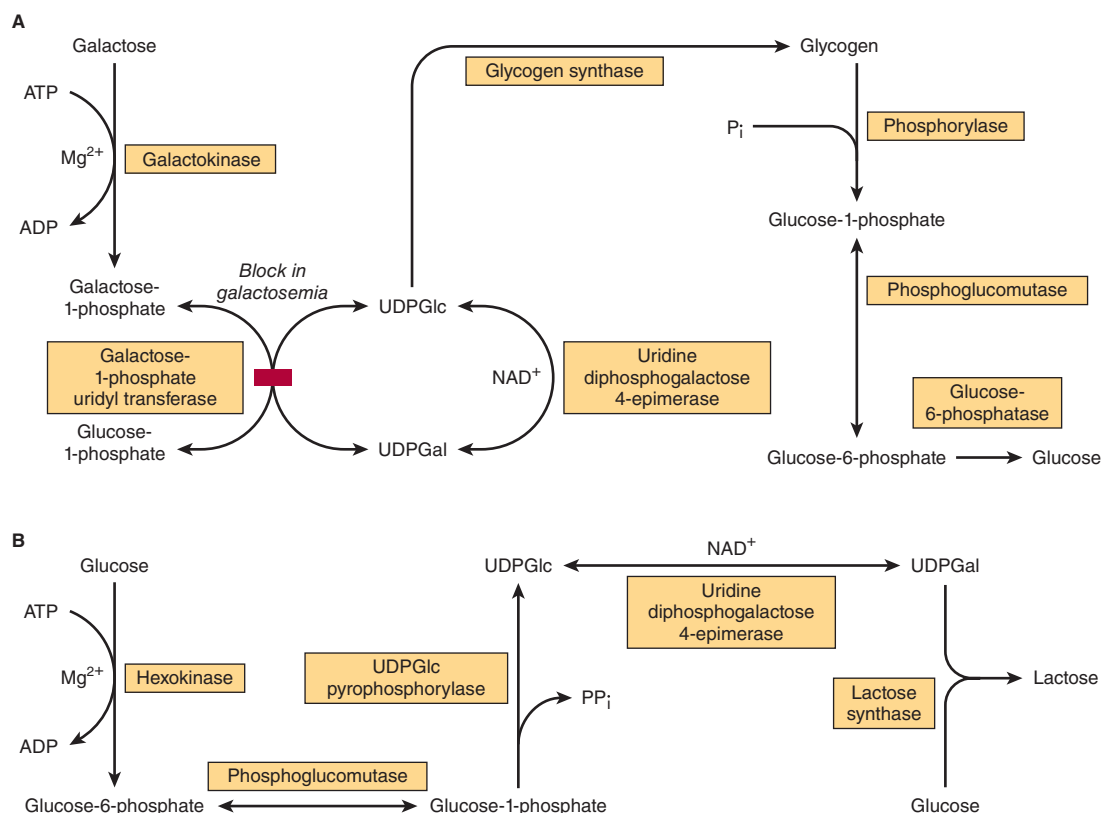 A
Galactose
ATP
Mg2+
Galactokinase
ADP
Galactose-
1-phosphate
Block in
galactosemia
UDPGlc
Glycogen synthase
Glycogen
Pi
Phosphorylase
Glucose-1-phosphate
Phosphoglucomutase
Galactose-
1-phosphate
uridyl transferase
NAD+
Uridine
diphosphogalactose
4-epimerase
Glucose-
1-phosphate
UDPGal
Glucose-
6-phosphatase
Glucose-6-phosphate
Glucose
B
Glucose
ATP
Mg2+
Hexokinase
ADP
Glucose-6-phosphate
Phosphoglucomutase
Glucose-1-phosphate
UDPGlc
pyrophosphorylase
PPi
UDPGlc
NAD+
Uridine
diphosphogalactose
4-epimerase
UDPGal
Lactose
synthase
Lactose
Glucose